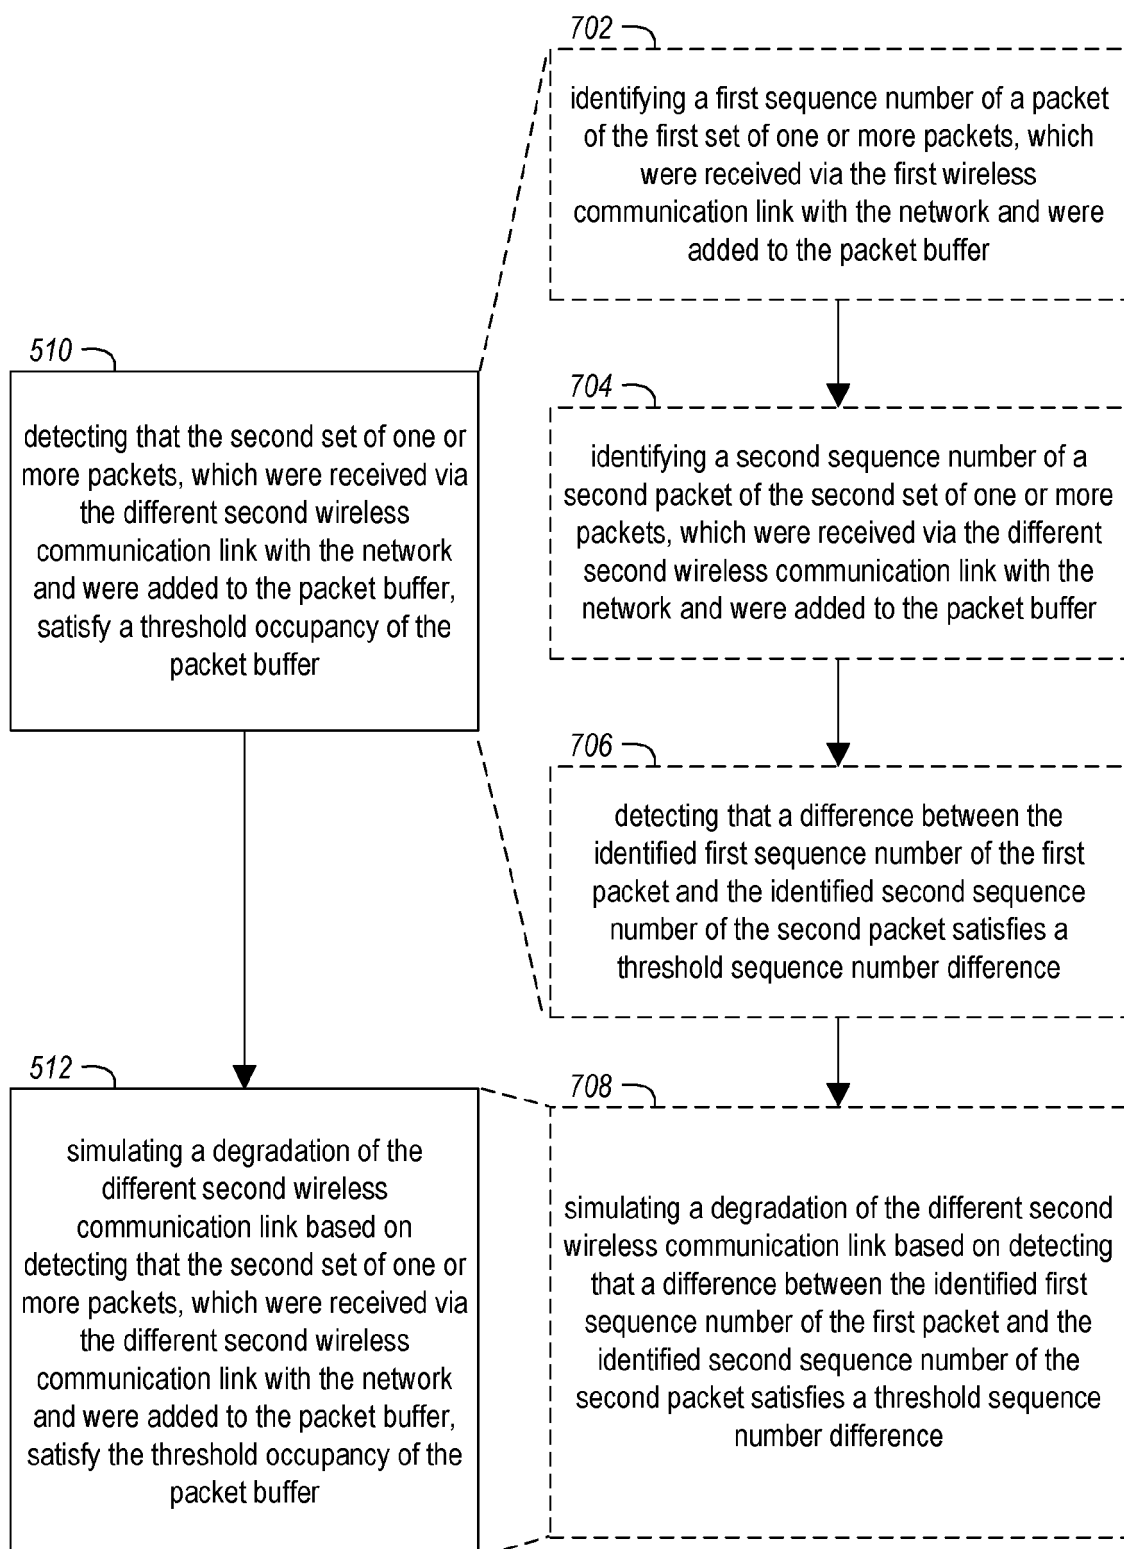 702
identifying a first sequence number of a packet
of the first set of one or more packets, which
were received via the first wireless
communication link with the network and were
added to the packet buffer
510
detecting that the second set of one or
more packets, which were received via
the different second wireless
communication link with the network
and were added to the packet buffer,
satisfy a threshold occupancy of the
packet buffer
704
identifying a second sequence number of a
second packet of the second set of one or more
packets, which were received via the different
second wireless communication link with the
network and were added to the packet buffer
706
detecting that a difference between the
identified first sequence number of the first
packet and the identified second sequence
number of the second packet satisfies a
threshold sequence number difference
512
simulating a degradation of the
different second wireless
communication link based on
detecting that the second set of one or
more packets, which were received via
the different second wireless
communication link with the network
and were added to the packet buffer,
satisfy the threshold occupancy of the
packet buffer
708
simulating a degradation of the different second
wireless communication link based on detecting
that a difference between the identified first
sequence number of the first packet and the
identified second sequence number of the
second packet satisfies a threshold sequence
number difference